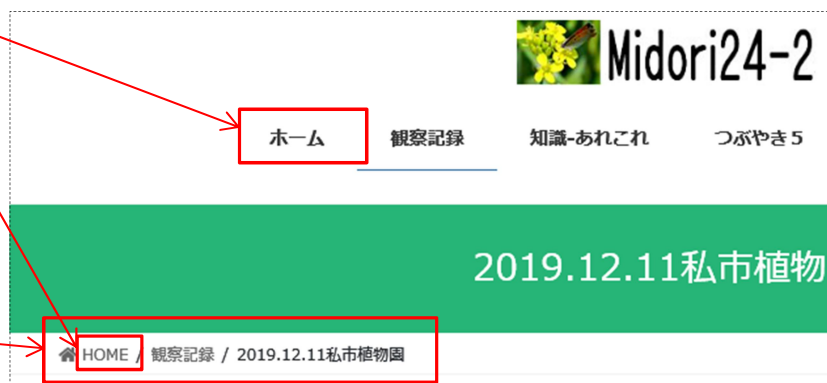 Midori24-2
ホーム 観察記録 知識-あれこれ つぶやき5
2019.12.11私市植物
HOME / 観察記録 / 2019.12.11私市植物園